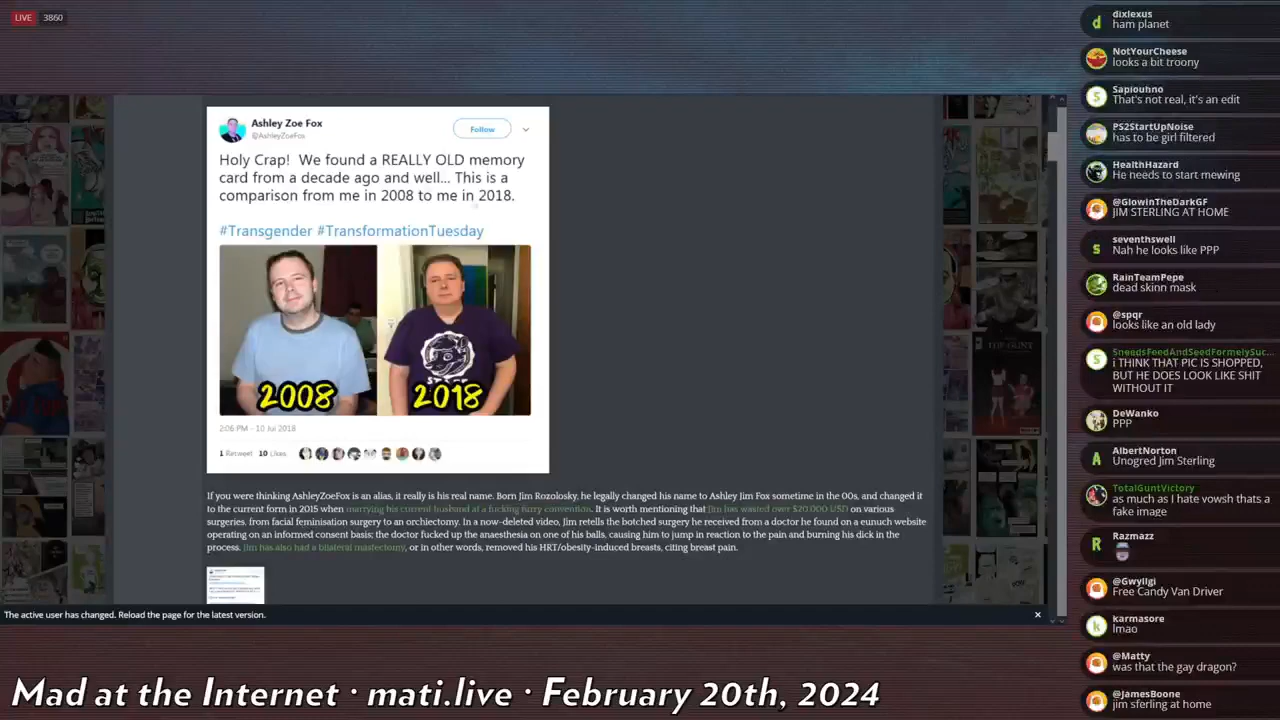 LIVE 3860
Ashley Zoe Fox
@AshleyZoeFox
Follow
Holy Crap! We found a REALLY OLD memory
card from a decade ago and well... This is a
comparison from me in 2008 to me in 2018.
#Transgender #TransformationTuesday
2008
2018
2:06 PM - 10 Jul 2018
1 Retweet 10 Likes
If you were thinking AshleyZoeFox is an alias, it really is his real name. Born Jim Rozolosky, he legally changed his name to Ashley Jim Fox sometime in the 00s, and changed it
to the current form in 2015 when marrying his current husband at a fucking furry convention. It is worth mentioning that Jim has wasted over $20,000 USD on various
surgeries, from facial feminisation surgery to an orchiectomy. In a now-deleted video, Jim retells the botched surgery he received from a doctor he found on a eunuch website
operating on an informed consent basis; the doctor fucked up the anaesthesia on one of his balls, causing him to jump in reaction to the pain and burning his dick in the
process. Jim has also had a bilateral mastectomy, or in other words, removed his HRT/obesity-induced breasts, citing breast pain.
The active user has changed. Reload the page for the latest version.
Mad at the Internet · mati.live · February 20th, 2024
dixlexus
ham planet
NotYourCheese
looks a bit troony
Sapiouhno
That's not real, it's an edit
PS2StartUpNoise
has to be girl filtered
HealthHazard
He needs to start mewing
@GlowInTheDarkGF
JIM STERLING AT HOME
seventhswell
Nah he looks like PPP
RainTeamPepe
dead skinn mask
@spqr
looks like an old lady
SneedsFeedAndSeedFormelySuc...
i THINK THAT PIC IS SHOPPED,
BUT HE DOES LOOK LIKE SHIT
WITHOUT IT
DeWanko
PPP
AlbertNorton
Unogred Jim Sterling
TotalGuntVictory
as much as I hate vowsh thats a
fake image
Razmazz
@Gwyllgi
Free Candy Van Driver
karmasore
lmao
@Matty
was that the gay dragon?
@JamesBoone
jim sferling at home